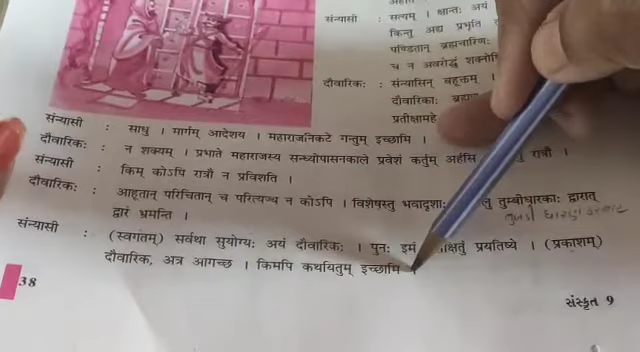 संन्यासी : सत्यम् । क्षान्तः अयं
किन्तु अद्य प्रभृति
पण्डितान् ब्रह्मचारिणः
च न अवरोद्धुं शक्नोषि
दौवारिकः : संन्यासिन् बहूक्तम् ।
दौवारिकाः
प्रतीक्षामहे
संन्यासी : साधु । मार्गम् आदेशय । महाराजनिकटे गन्तुम् इच्छामि ।
दौवारिकः : न शक्यम् । प्रभाते महाराजस्य सन्ध्योपासनकाले प्रवेशं कर्तुम् अर्हसि रात्रौ ।
संन्यासी : किम् कोऽपि रात्रौ न प्रविशति ।
दौवारिकः : आहूतान् परिचितान् च परित्यज्य न कोऽपि । विशेषस्तु भवादृशाः तुम्बीधारकाः द्वारात्
द्वारं भ्रमन्ति ।
संन्यासी : (स्वगतम्) सर्वथा सुयोग्यः अयं दौवारिकः । पुनः इमं प्रयतिष्ये । (प्रकाशम्)
दौवारिक, अत्र आगच्छ । किमपि कथयितुम् इच्छामि ।
38
સંસ્કૃત 9